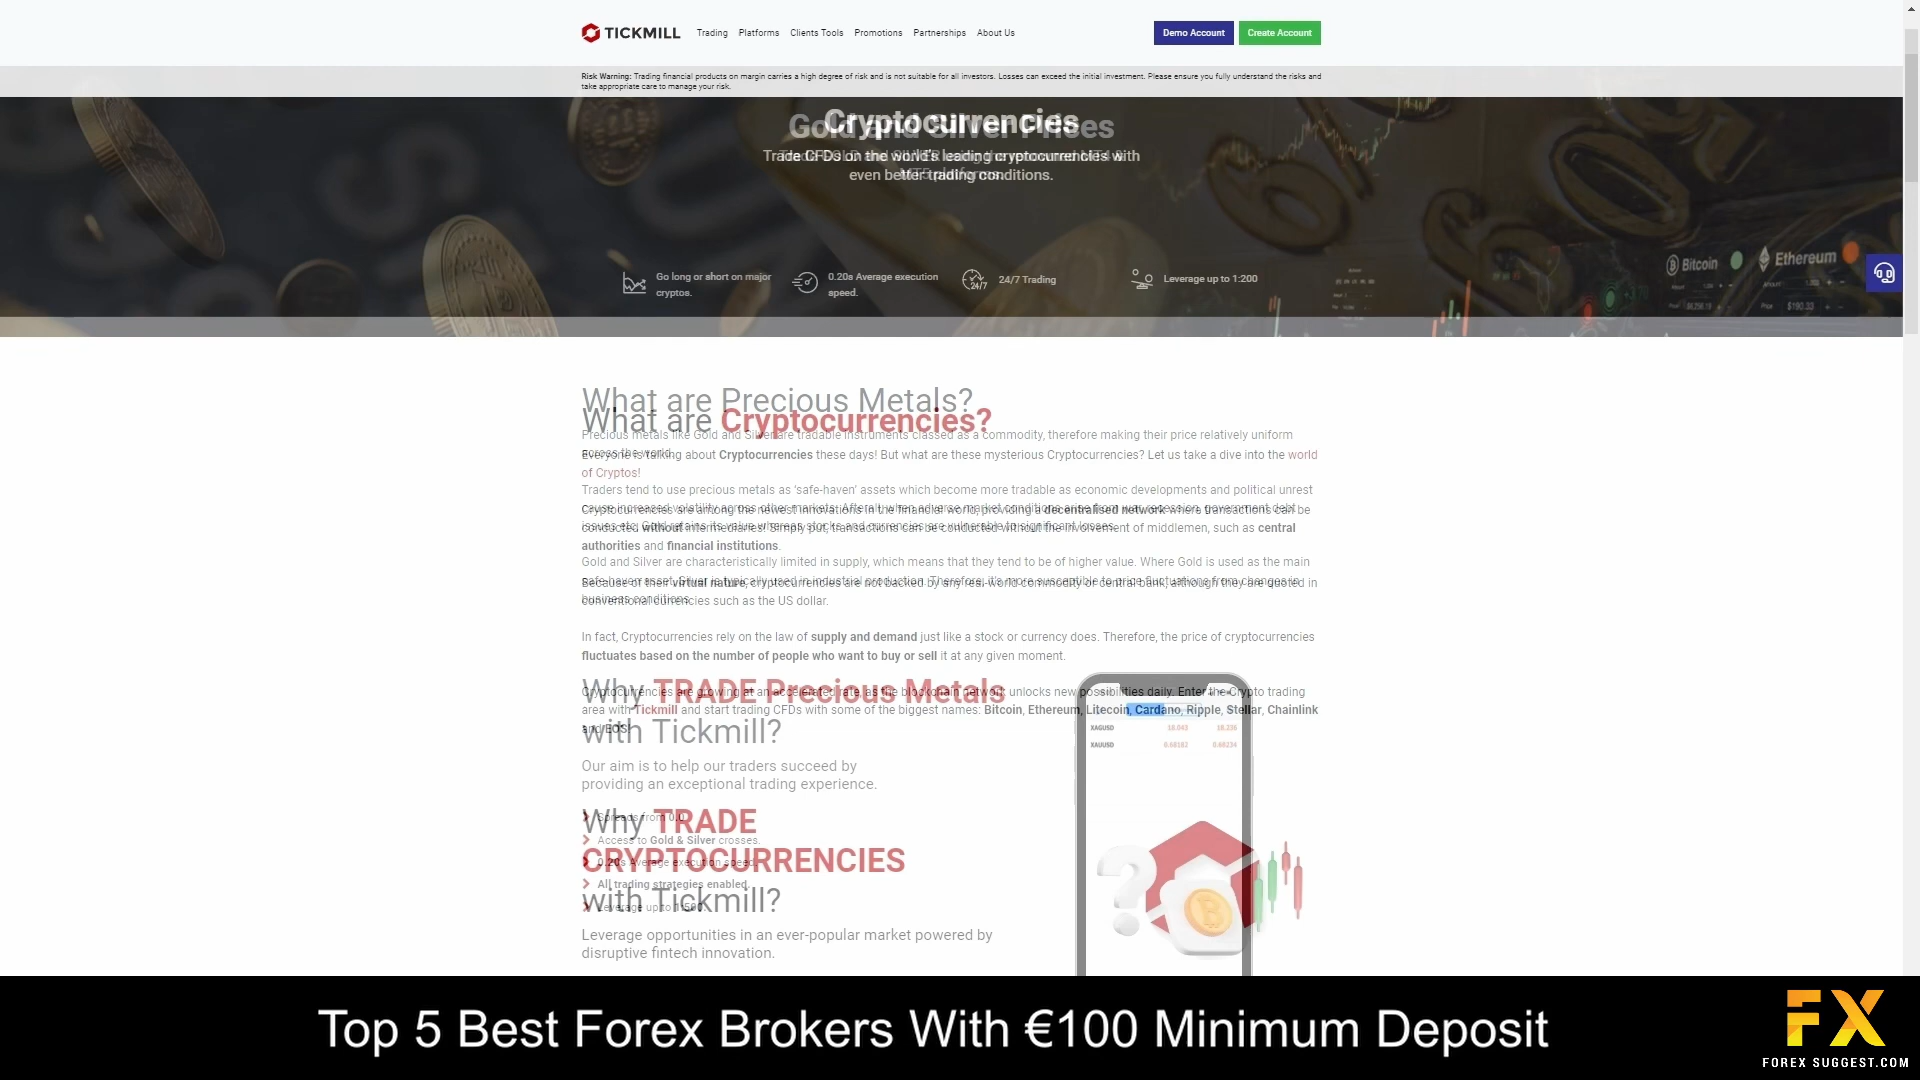 TICKMILL Trading Platforms Clients Tools Promotions Partnerships About Us Demo Account Create Account
Risk Warning: Trading financial products on margin carries a high degree of risk and is not suitable for all investors. Losses can exceed the initial investment. Please ensure you fully understand the risks and
take appropriate care to manage your risk.
Cryptocurrencies
Gold and Silver Prices
Trade CFDs on the world's leading cryptocurrencies with
even better trading conditions.
Go long or short on major
cryptos.
0.20s Average execution
speed.
24/7
24/7 Trading
Leverage up to 1:200
Bitcoin
Ethereum
What are Precious Metals?
What are Cryptocurrencies?
Precious metals like Gold and Silver are tradable instruments classed as a commodity, therefore making their price relatively uniform
across the world.
Everyone is talking about Cryptocurrencies these days! But what are these mysterious Cryptocurrencies? Let us take a dive into the world
of Cryptos!
Traders tend to use precious metals as 'safe-haven' assets which become more tradable as economic developments and political unrest
Cryptocurrencies are among the newest innovations in the financial world, providing a decentralised network where transactions can be
conducted without intermediaries! Simply put, transactions can be conducted without the involvement of middlemen, such as central
authorities and financial institutions.
Gold and Silver are characteristically limited in supply, which means that they tend to be of higher value. Where Gold is used as the main
Because of their virtual nature, cryptocurrencies are not backed by any real-world commodity or central bank, although they are quoted in
business conditions.
conventional currencies such as the US dollar.
In fact, Cryptocurrencies rely on the law of supply and demand just like a stock or currency does. Therefore, the price of cryptocurrencies
fluctuates based on the number of people who want to buy or sell it at any given moment.
Why TRADE Precious Metals
with Tickmill?
Cryptocurrencies are growing at an accelerated rate, as the blockchain network unlocks new possibilities daily. Enter the Crypto trading
area with Tickmill and start trading CFDs with some of the biggest names: Bitcoin, Ethereum, Litecoin, Cardano, Ripple, Stellar, Chainlink
and EOS!
XAGUSD 18.043 18.236
XAUUSD 0.68182 0.68234
Our aim is to help our traders succeed by
providing an exceptional trading experience.
Spreads from 0.0
Access to Gold & Silver crosses.
0.20s Average execution speed.
All trading strategies enabled.
Leverage up to 1:500.
Why TRADE
CRYPTOCURRENCIES
with Tickmill?
Leverage opportunities in an ever-popular market powered by
disruptive fintech innovation.
Top 5 Best Forex Brokers With €100 Minimum Deposit
FX
FOREX SUGGEST.COM